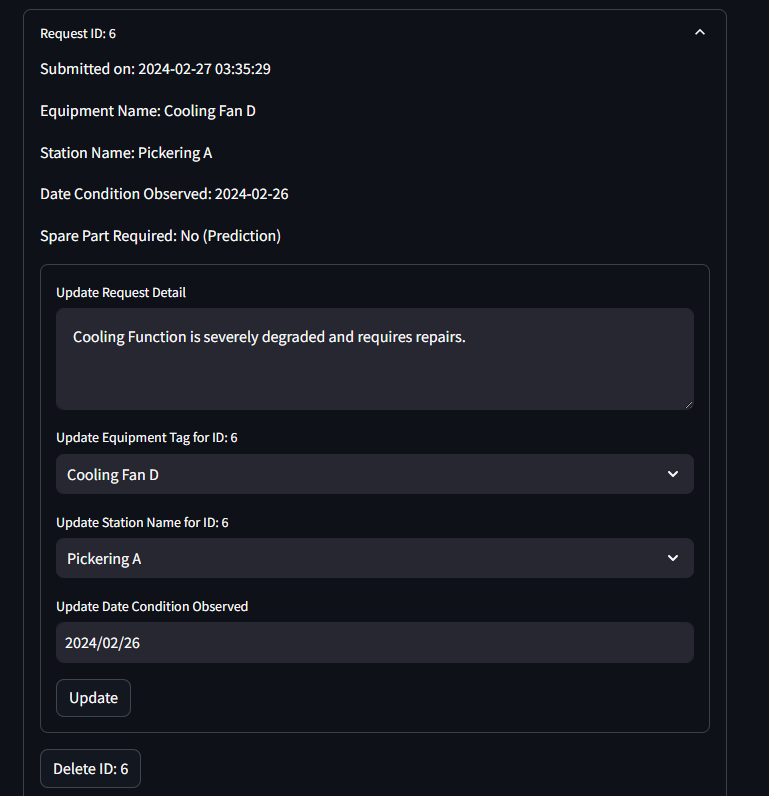 Request ID: 6
Submitted on: 2024-02-27 03:35:29
Equipment Name: Cooling Fan D
Station Name: Pickering A
Date Condition Observed: 2024-02-26
Spare Part Required: No (Prediction)
Update Request Detail
Cooling Function is severely degraded and requires repairs.
Update Equipment Tag for ID: 6
Cooling Fan D
Update Station Name for ID: 6
Pickering A
Update Date Condition Observed
2024/02/26
Update
Delete ID: 6